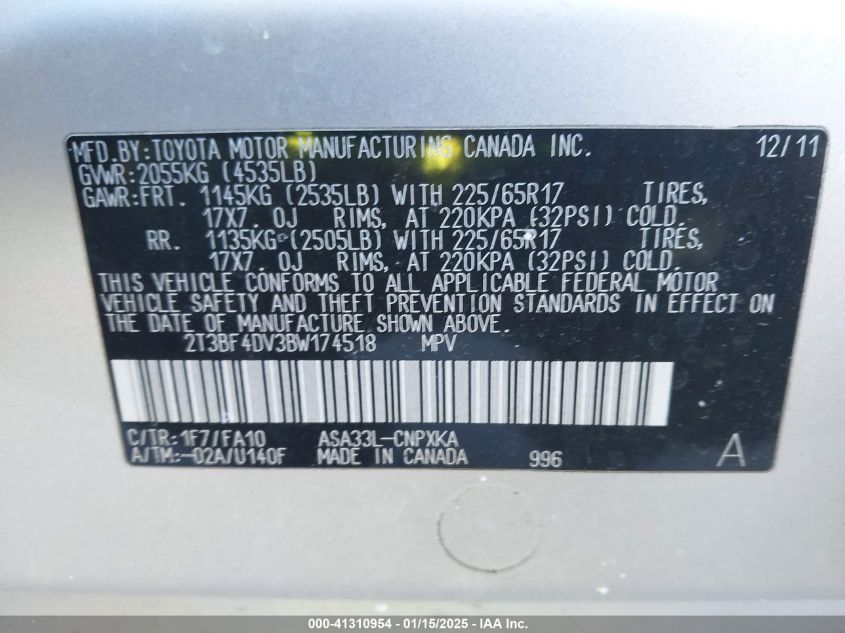 MFD.BY:TOYOTA MOTOR MANUFACTURING CANADA INC. 12/11
GVWR:2055KG (4535LB)
GAWR:FRT. 1145KG (2535LB) WITH 225/65R17 TIRES,
17X7.0J RIMS, AT 220KPA (32PSI) COLD.
RR. 1135KG (2505LB) WITH 225/65R17 TIRES,
17X7.0J RIMS, AT 220KPA (32PSI) COLD.
THIS VEHICLE CONFORMS TO ALL APPLICABLE FEDERAL MOTOR
VEHICLE SAFETY AND THEFT PREVENTION STANDARDS IN EFFECT ON
THE DATE OF MANUFACTURE SHOWN ABOVE.
2T3BF4DV3BW174518 MPV
C/TR:1F7/FA10 ASA33L-CNPXKA
A/TM:-02A/U140F MADE IN CANADA 996 A
000-41310954 - 01/15/2025 - IAAI.com